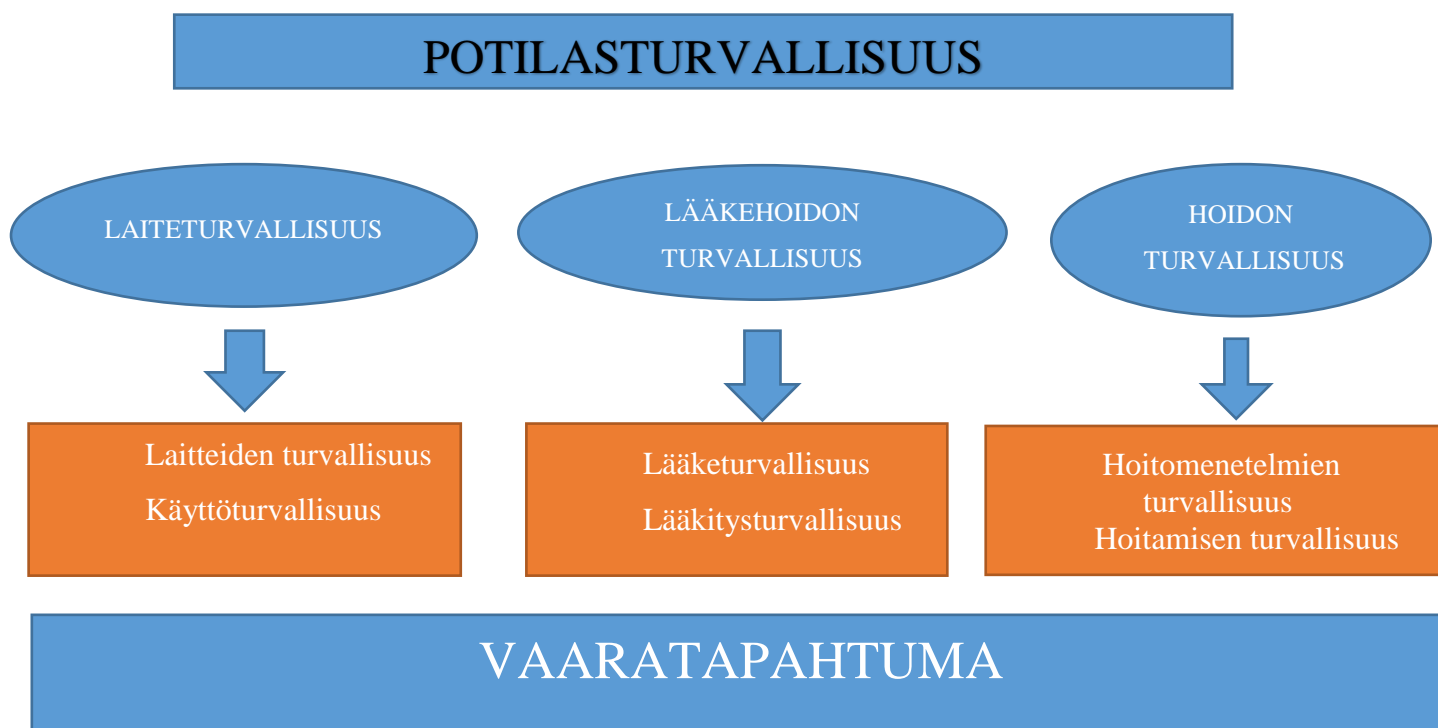 POTILASTURVALLISUUS
LAITETURVALLISUUS
LÄÄKEHOIDON
TURVALLISUUS
HOIDON
TURVALLISUUS
Laitteiden turvallisuus
Käyttöturvallisuus
Lääketurvallisuus
Lääkitysturvallisuus
Hoitomenetelmien
turvallisuus
Hoitamisen turvallisuus
VAARATAPAHTUMA